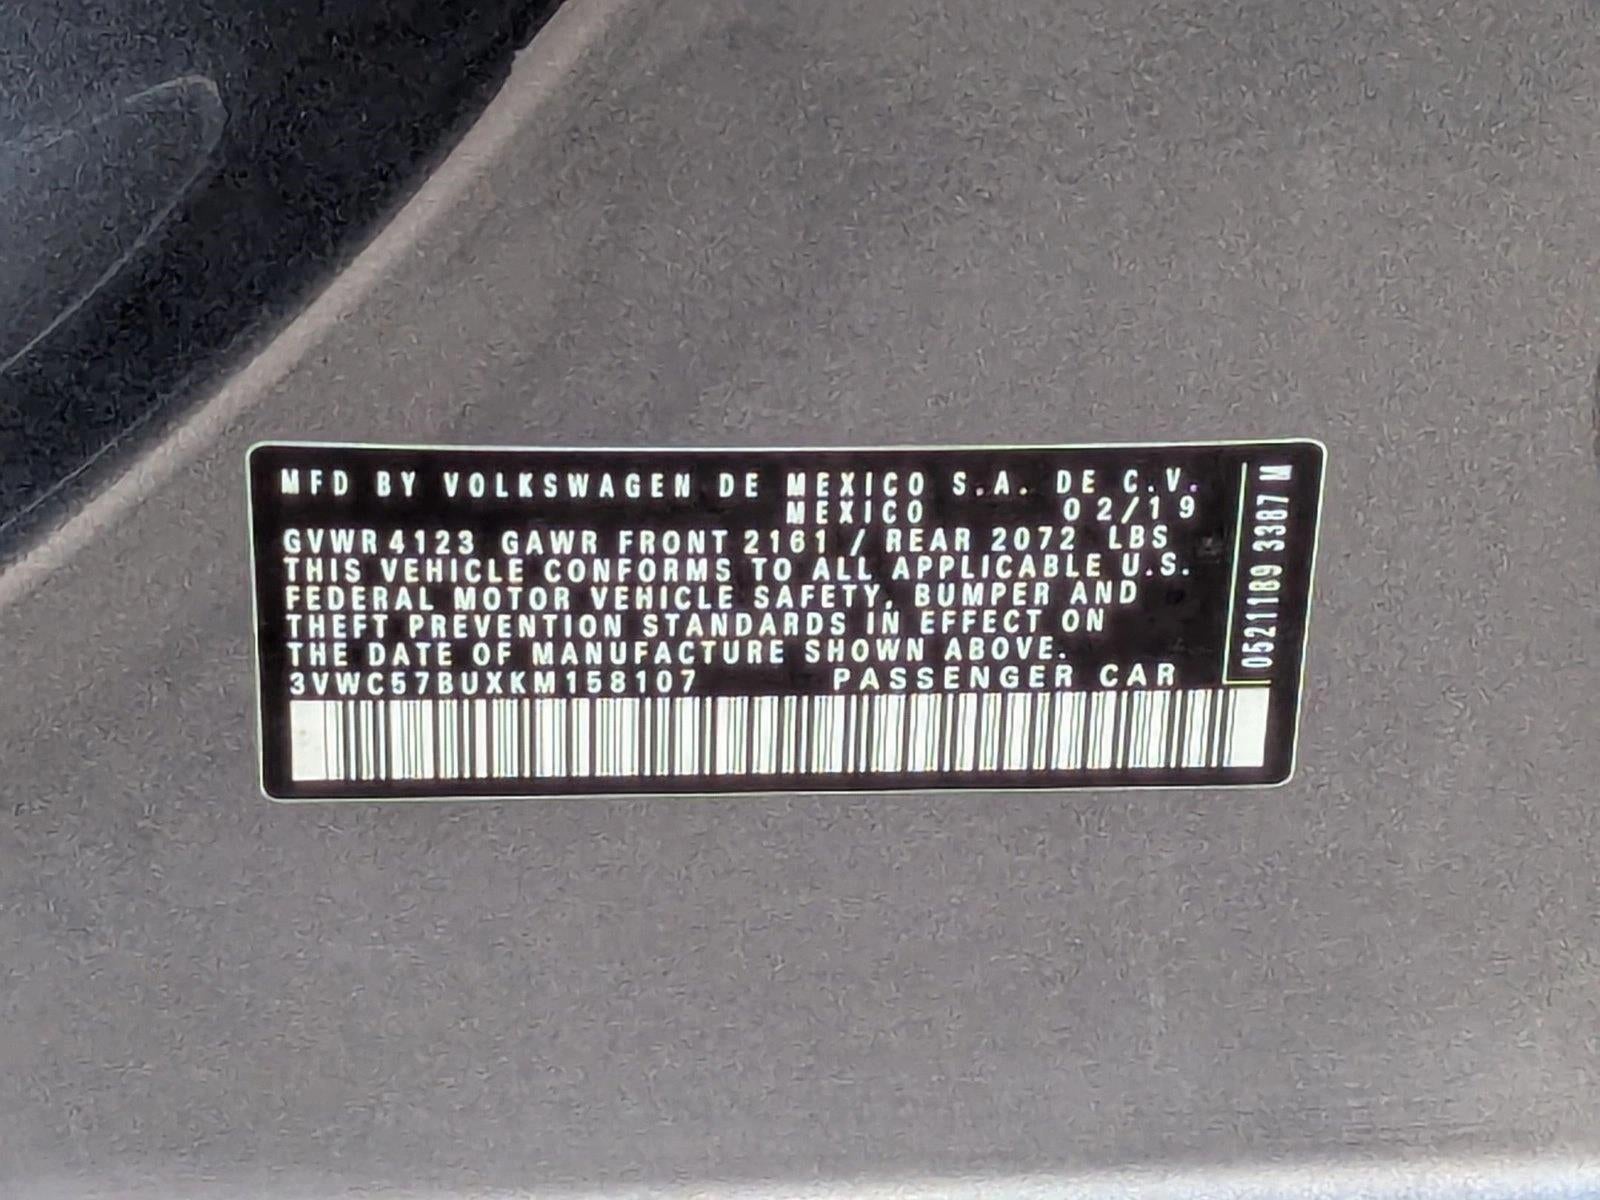 MFD BY VOLKSWAGEN DE MEXICO S.A. DE C.V.
MEXICO 02/19
GVWR 4123 GAWR FRONT 2161 / REAR 2072 LBS
THIS VEHICLE CONFORMS TO ALL APPLICABLE U.S.
FEDERAL MOTOR VEHICLE SAFETY, BUMPER AND
THEFT PREVENTION STANDARDS IN EFFECT ON
THE DATE OF MANUFACTURE SHOWN ABOVE.
3VWC57BUXKM158107 PASSENGER CAR
0521189 3387 M